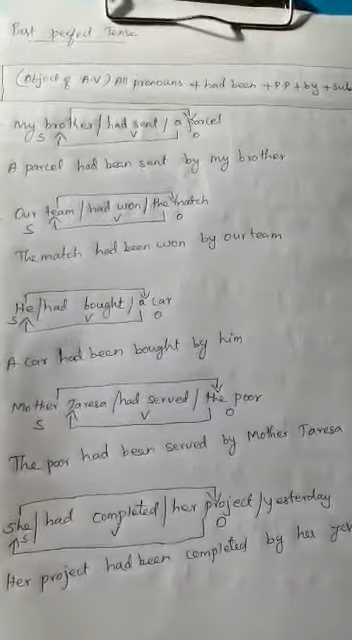 Past perfect Tense
(Object of A.V) All pronouns + had been + P.P + by + sub
My brother / had sent / a parcel
S V O
A parcel had been sent by my brother
Our team / had won / the match
S V O
The match had been won by our team
He / had bought / a car
S V O
A car had been bought by him
Mother Taresa / had served / the poor
S V O
The poor had been served by Mother Taresa
She / had completed / her project / yesterday
S V O
Her project had been completed by her yes